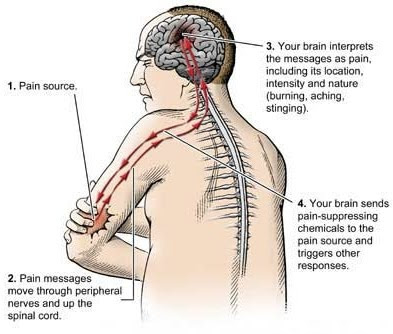 1. Pain source.
2. Pain messages
move through peripheral
nerves and up the
spinal cord.
3. Your brain interprets
the messages as pain,
including its location,
intensity and nature
(burning, aching,
stinging).
4. Your brain sends
pain-suppressing
chemicals to the
pain source and
triggers other
responses.